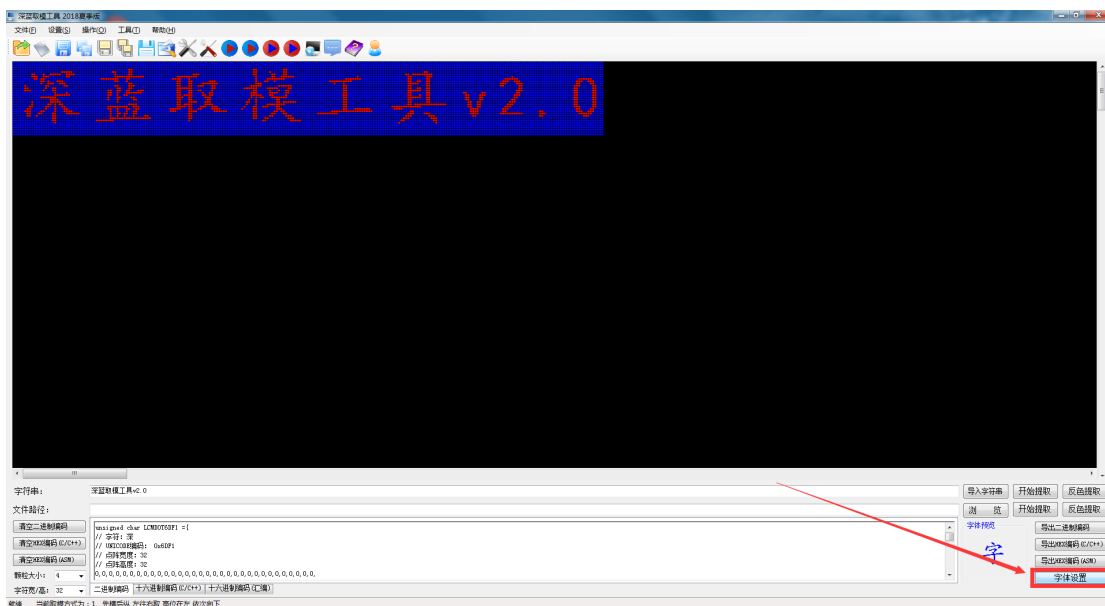 深蓝取模工具 2018夏季版
文件(F) 设置(S) 操作(O) 工具(T) 帮助(H)
深蓝取模工具v2.0
字符串: 深蓝取模工具v2.0 导入字符串 开始提取 反色提取
文件路径: 浏 览 开始提取 反色提取
清空二进制编码
清空HEX编码(C/C++)
清空HEX编码(ASM)
颗粒大小: 4
字符宽/高: 32
unsigned char LCMDOT6DF1 ={
// 字符: 深
// UNICODE编码: 0x6DF1
// 点阵宽度: 32
// 点阵高度: 32
0,0,0,0,0,0,0,0,0,0,0,0,0,0,0,0,0,0,0,0,0,0,0,0,0,0,0,0,0,0,0,0,
二进制编码 十六进制编码(C/C++) 十六进制编码(汇编)
字体预览
字
导出二进制编码
导出HEX编码(C/C++)
导出HEX编码(ASM)
字体设置
就绪 当前取模方式为: 1. 先横后纵 左往右取 高位在左 依次向下